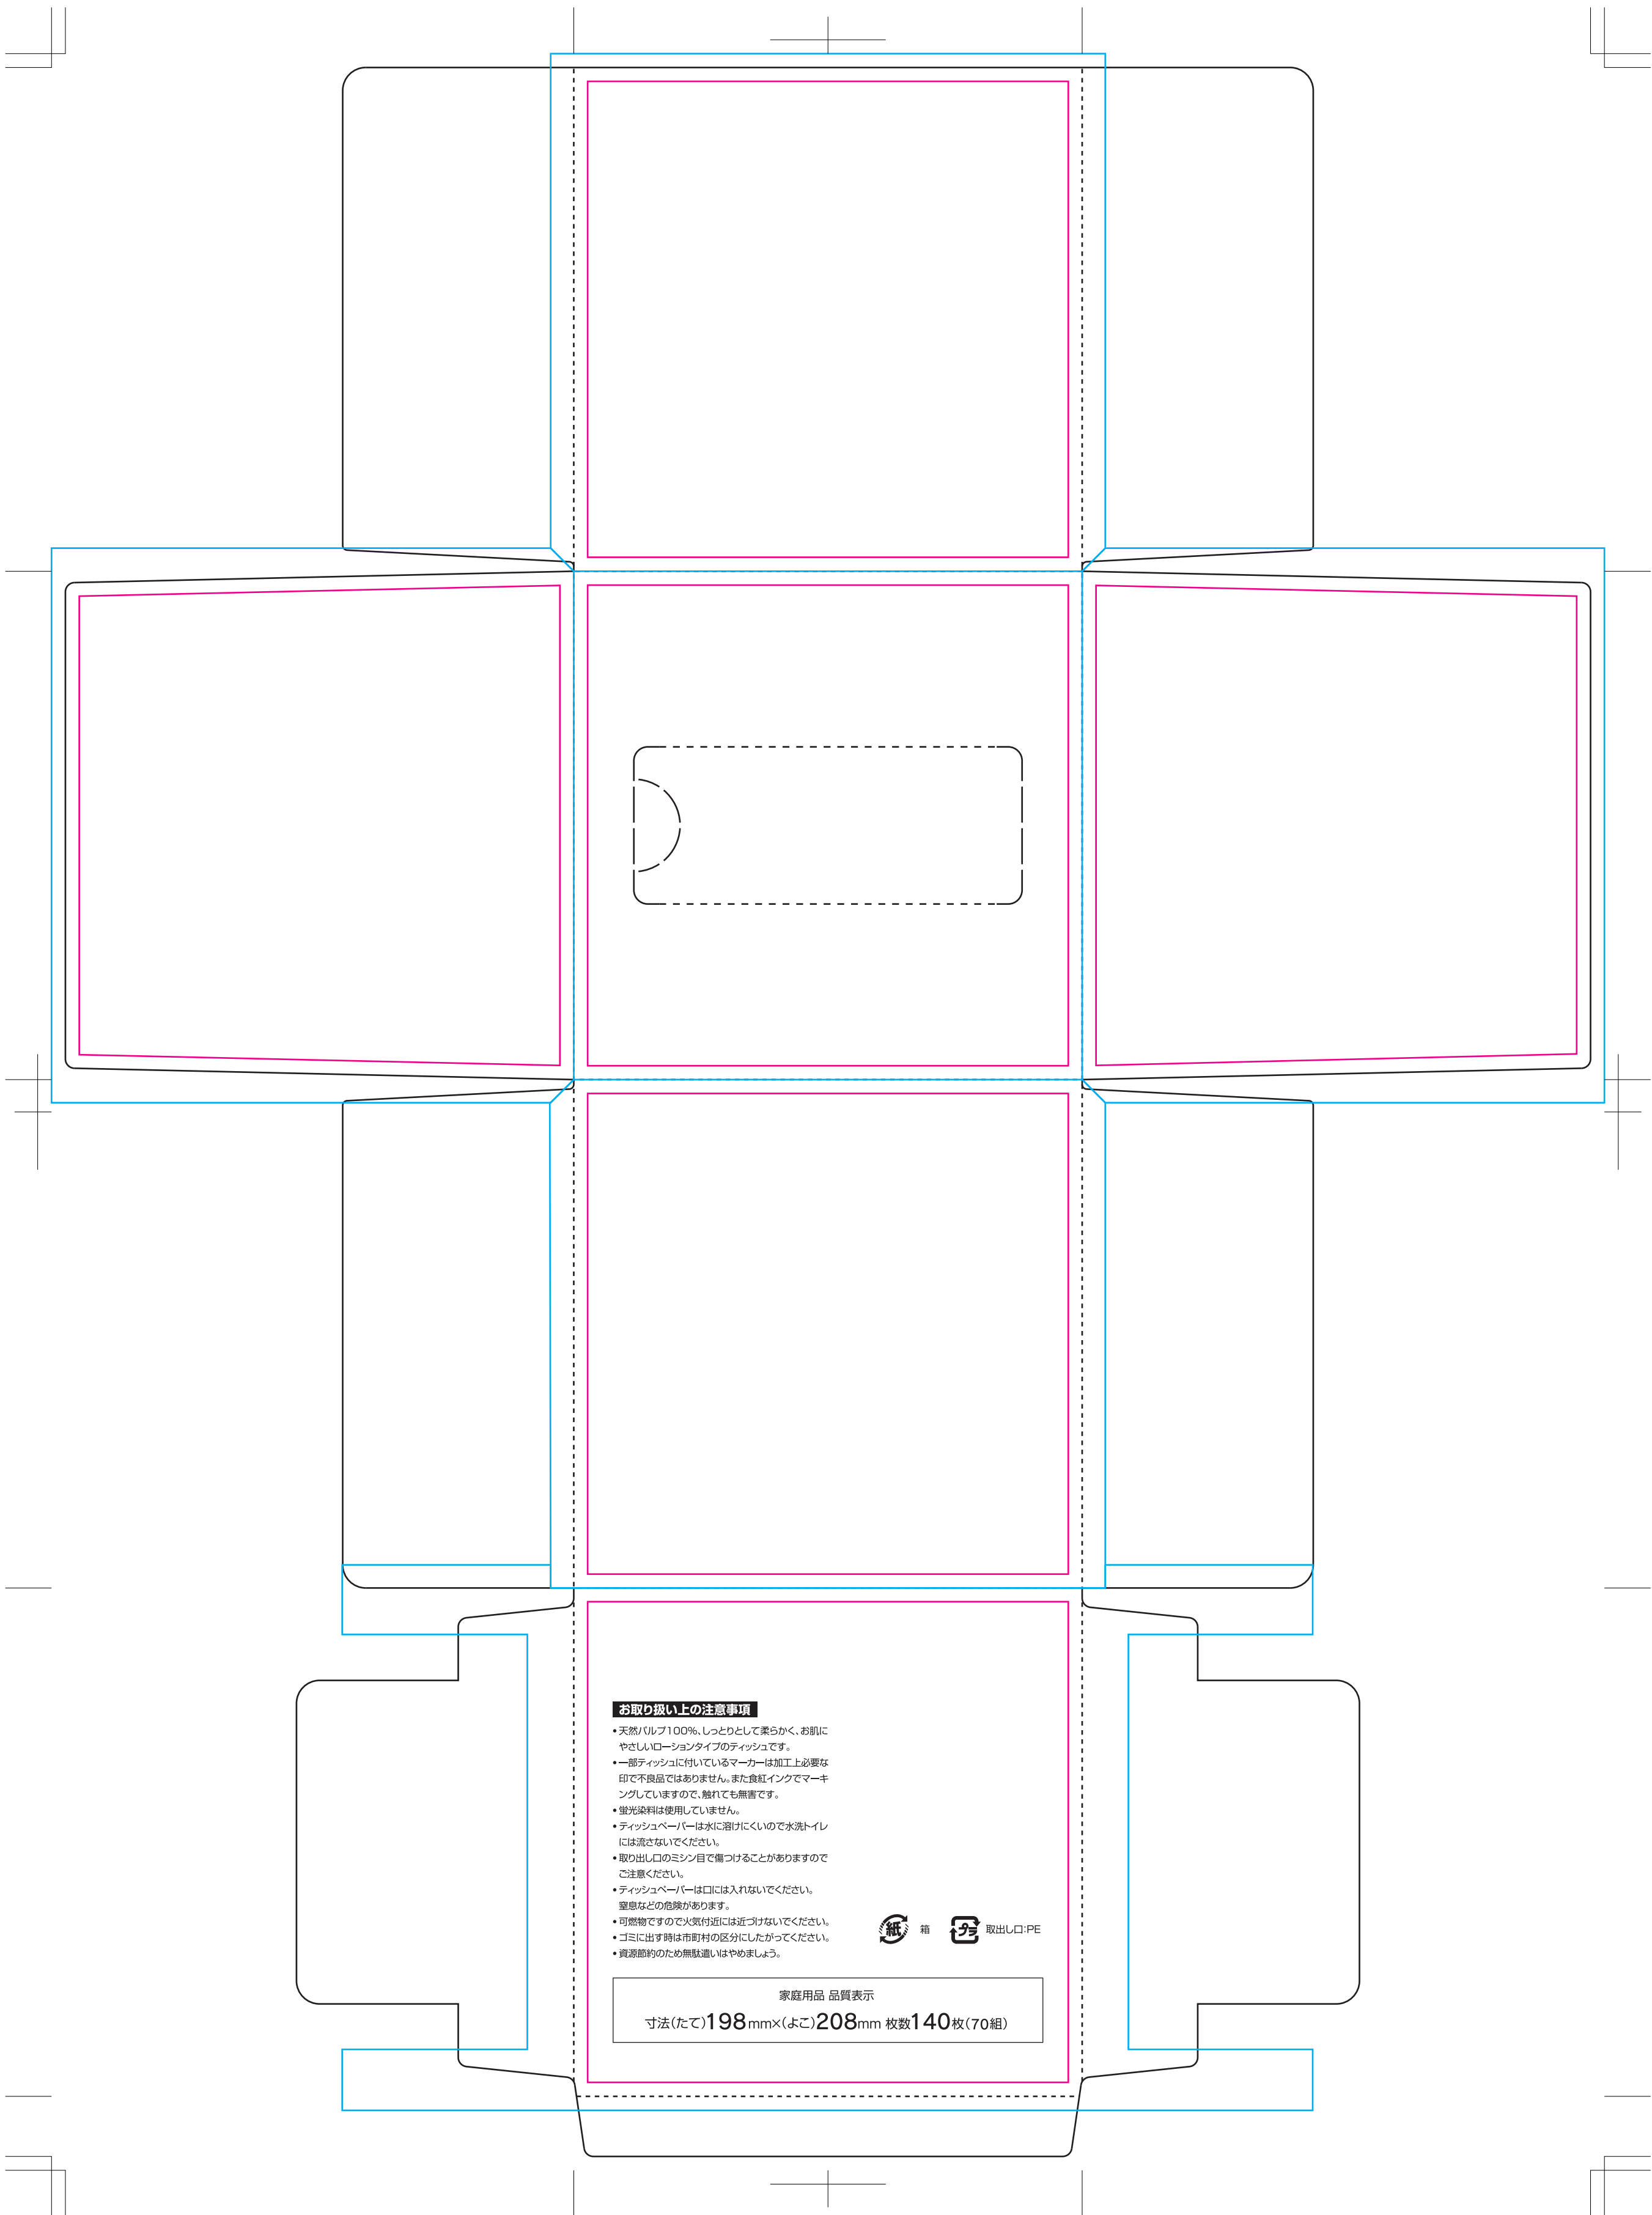 お取り扱い上の注意事項
•天然パルプ100%、しっとりとして柔らかく、お肌に
やさしいローションタイプのティッシュです。
•一部ティッシュに付いているマーカーは加工上必要な
印で不良品ではありません。また食紅インクでマーキ
ングしていますので、触れても無害です。
•蛍光染料は使用していません。
•ティッシュペーパーは水に溶けにくいので水洗トイレ
には流さないでください。
•取り出し口のミシン目で傷つけることがありますので
ご注意ください。
•ティッシュペーパーは口には入れないでください。
窒息などの危険があります。
•可燃物ですので火気付近には近づけないでください。
•ゴミに出す時は市町村の区分にしたがってください。
•資源節約のため無駄遣いはやめましょう。
紙 箱 プラ 取出し口:PE
家庭用品 品質表示
寸法(たて)198mm×(よこ)208mm 枚数140枚(70組)